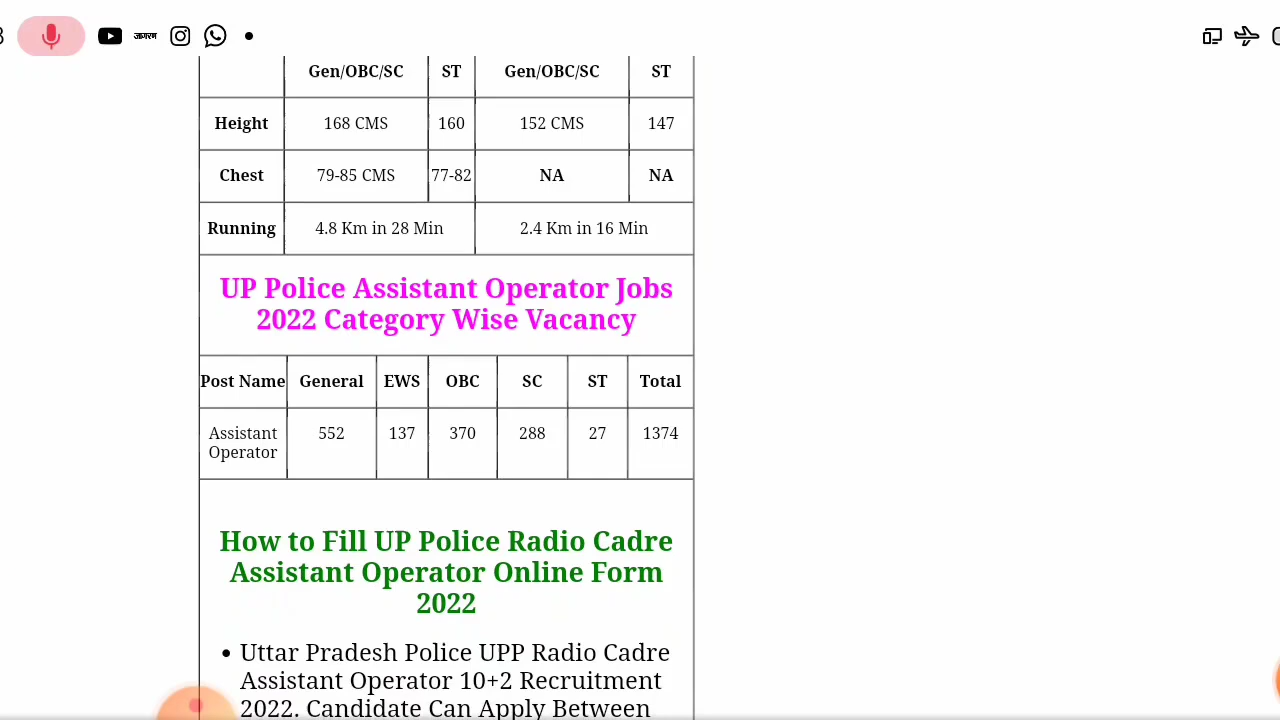 जागरण
Gen/OBC/SC ST Gen/OBC/SC ST
Height 168 CMS 160 152 CMS 147
Chest 79-85 CMS 77-82 NA NA
Running 4.8 Km in 28 Min 2.4 Km in 16 Min
UP Police Assistant Operator Jobs
2022 Category Wise Vacancy
Post Name General EWS OBC SC ST Total
Assistant 552 137 370 288 27 1374
Operator
How to Fill UP Police Radio Cadre
Assistant Operator Online Form
2022
• Uttar Pradesh Police UPP Radio Cadre
Assistant Operator 10+2 Recruitment
2022. Candidate Can Apply Between